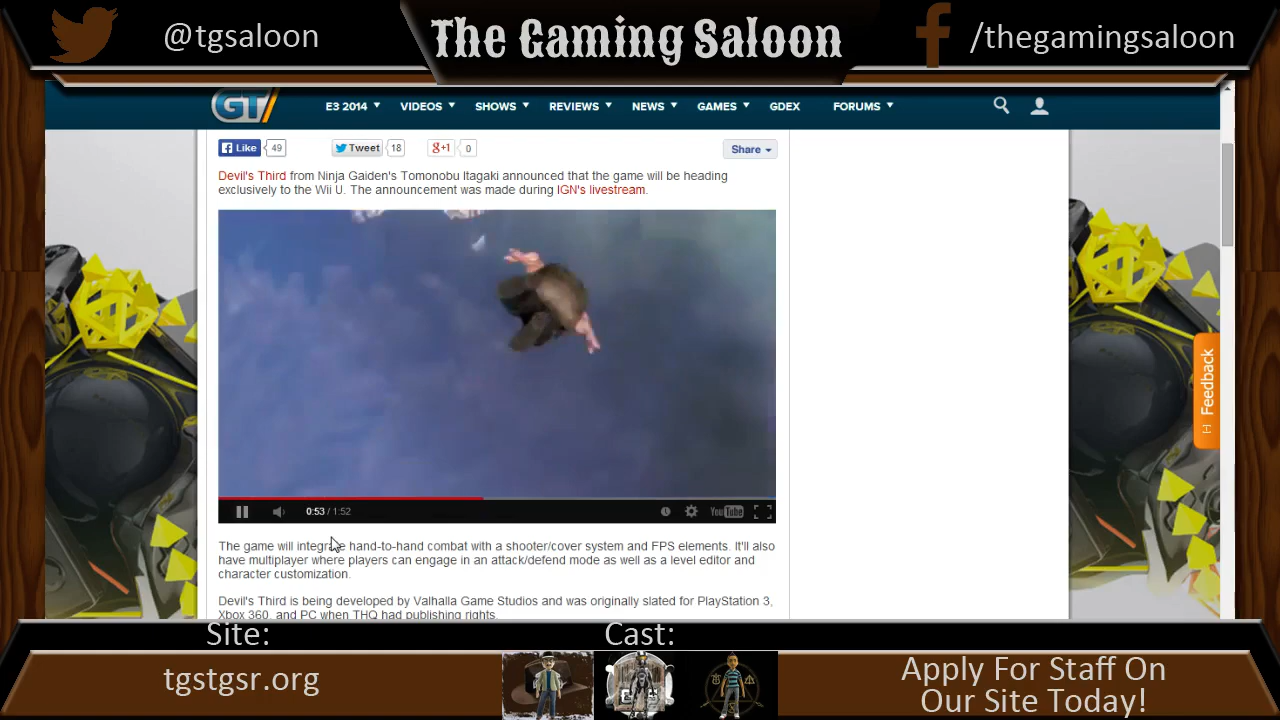 @tgsaloon
The Gaming Saloon
/thegamingsaloon
GT
E3 2014 VIDEOS SHOWS REVIEWS NEWS GAMES GDEX FORUMS
Like 49 Tweet 18 g+1 0 Share
Devil's Third from Ninja Gaiden's Tomonobu Itagaki announced that the game will be heading
exclusively to the Wii U. The announcement was made during IGN's livestream.
0:53 / 1:52 YouTube
Feedback
[-]
The game will integrate hand-to-hand combat with a shooter/cover system and FPS elements. It'll also
have multiplayer where players can engage in an attack/defend mode as well as a level editor and
character customization.
Devil's Third is being developed by Valhalla Game Studios and was originally slated for PlayStation 3,
Xbox 360, and PC when THQ had publishing rights.
Site:
tgstgsr.org
Cast:
Apply For Staff On
Our Site Today!